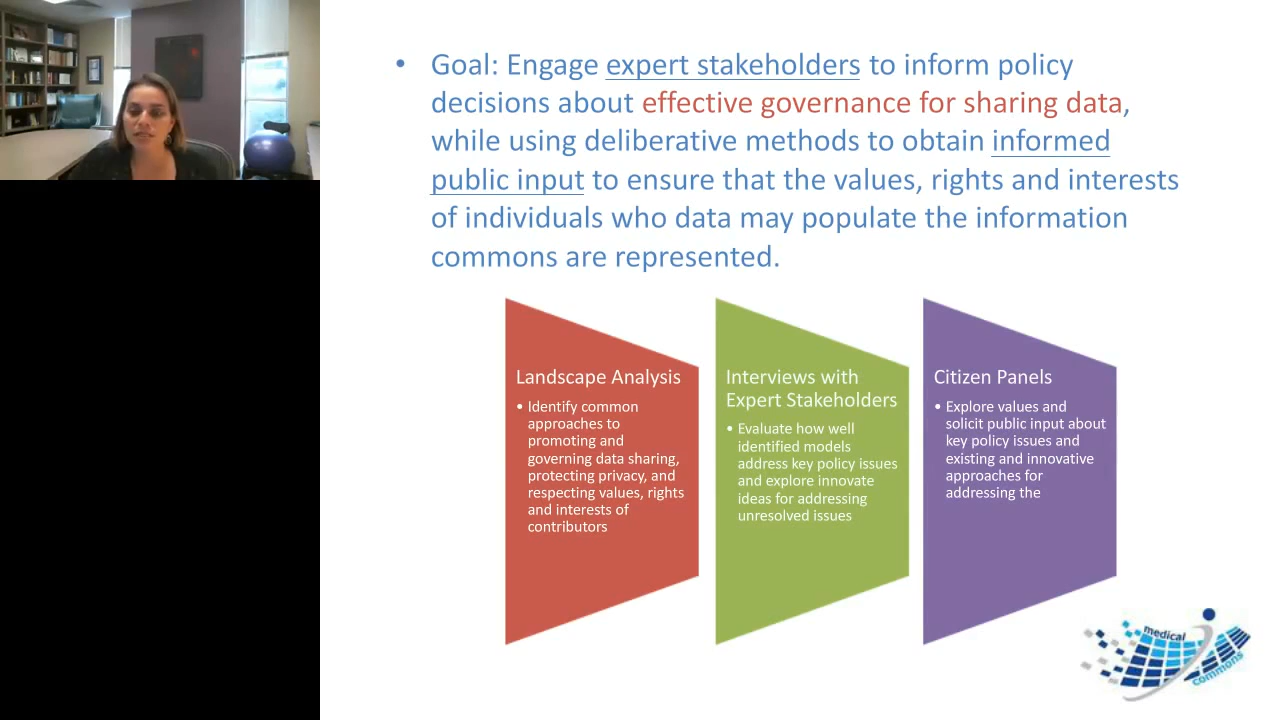 • Goal: Engage expert stakeholders to inform policy
decisions about effective governance for sharing data,
while using deliberative methods to obtain informed
public input to ensure that the values, rights and interests
of individuals who data may populate the information
commons are represented.
Landscape Analysis
• Identify common
approaches to
promoting and
governing data sharing,
protecting privacy, and
respecting values, rights
and interests of
contributors
Interviews with
Expert Stakeholders
• Evaluate how well
identified models
address key policy issues
and explore innovate
ideas for addressing
unresolved issues
Citizen Panels
• Explore values and
solicit public input about
key policy issues and
existing and innovative
approaches for
addressing the
medical
commons